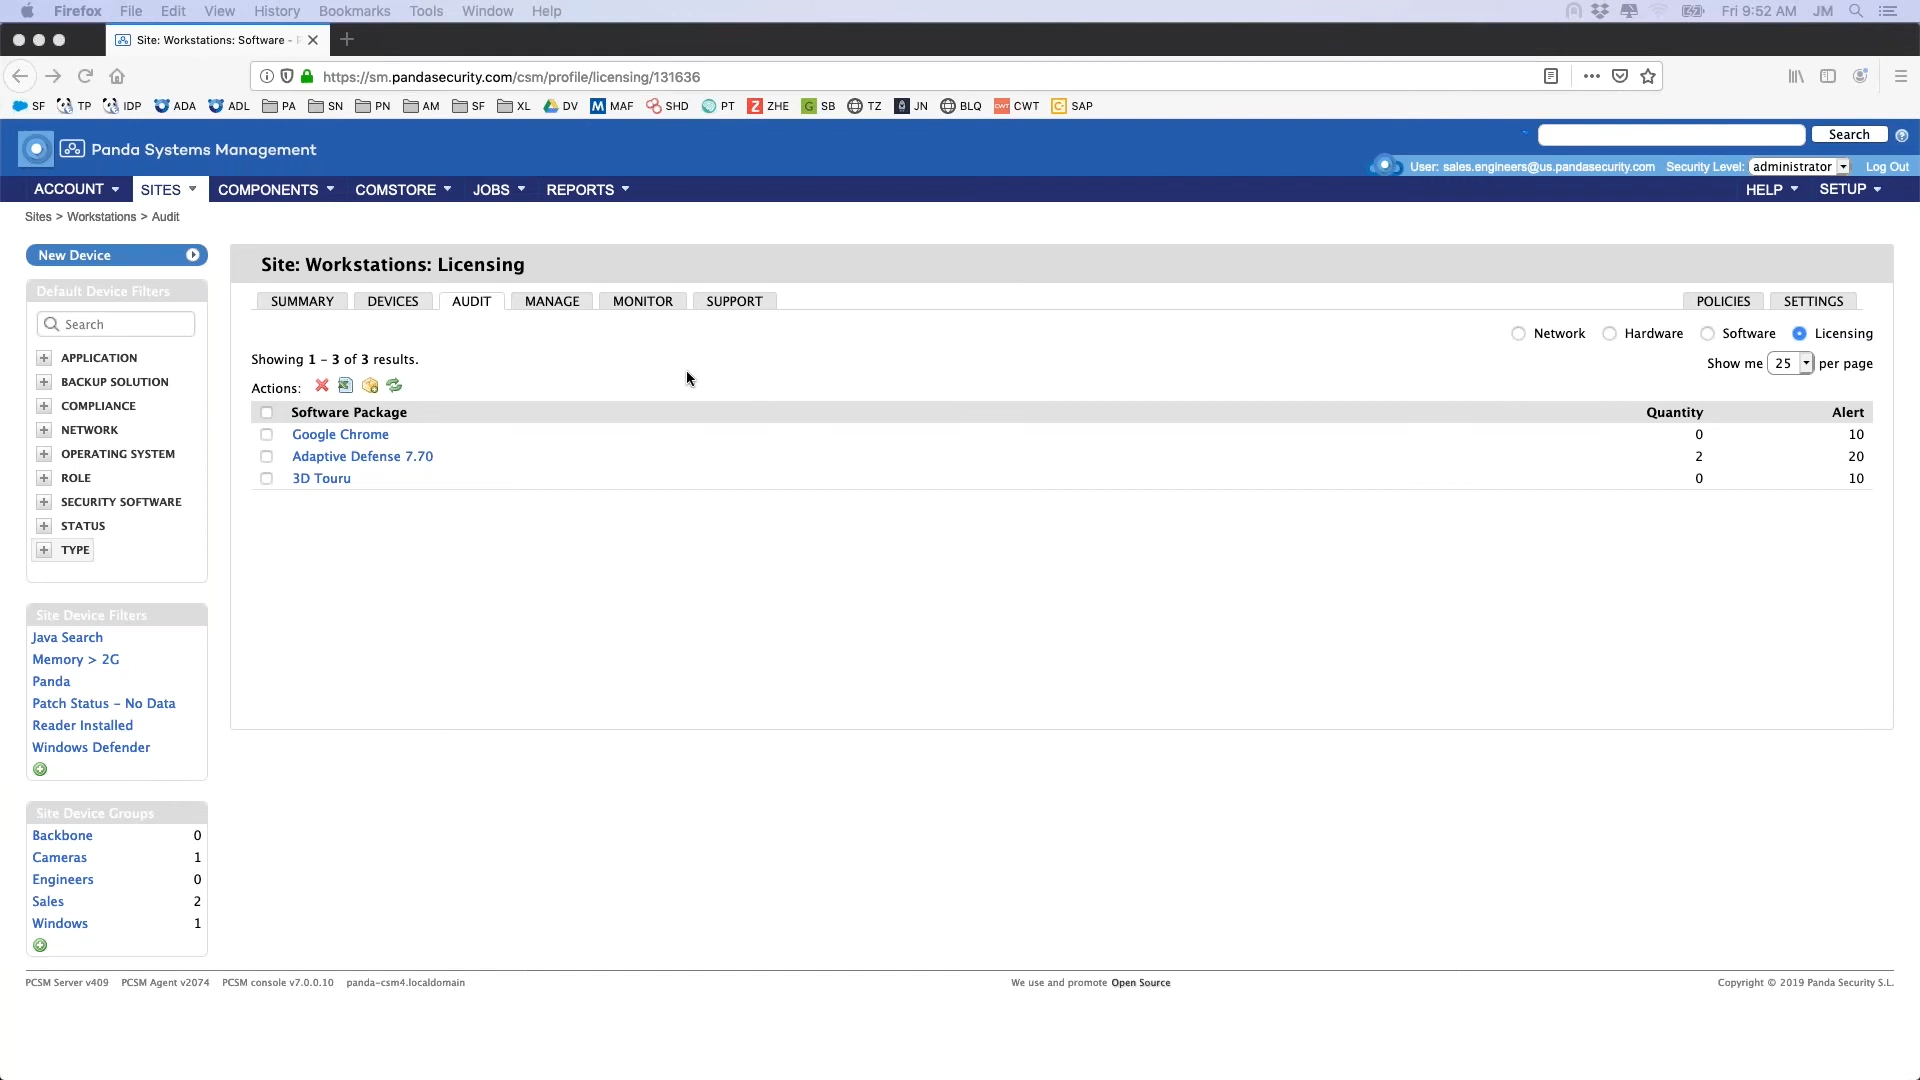 Firefox File Edit View History Bookmarks Tools Window Help Fri 9:52 AM JM
Site: Workstations: Software -
https://sm.pandasecurity.com/csm/profile/licensing/131636
SF TP IDP ADA ADL PA SN PN AM SF XL DV MAF SHD PT ZHE SB TZ JN BLQ CWT SAP
Panda Systems Management
Search
User: sales.engineers@us.pandasecurity.com Security Level: administrator Log Out
ACCOUNT SITES COMPONENTS COMSTORE JOBS REPORTS HELP SETUP
Sites > Workstations > Audit
New Device
Default Device Filters
Search
APPLICATION
BACKUP SOLUTION
COMPLIANCE
NETWORK
OPERATING SYSTEM
ROLE
SECURITY SOFTWARE
STATUS
TYPE
Site Device Filters
Java Search
Memory > 2G
Panda
Patch Status - No Data
Reader Installed
Windows Defender
Site Device Groups
Backbone 0
Cameras 1
Engineers 0
Sales 2
Windows 1
Site: Workstations: Licensing
SUMMARY DEVICES AUDIT MANAGE MONITOR SUPPORT POLICIES SETTINGS
Network Hardware Software Licensing
Showing 1 - 3 of 3 results.
Show me 25 per page
Actions:
Software Package Quantity Alert
Google Chrome 0 10
Adaptive Defense 7.70 2 20
3D Touru 0 10
PCSM Server v409 PCSM Agent v2074 PCSM console v7.0.0.10 panda-csm4.localdomain
We use and promote Open Source
Copyright © 2019 Panda Security S.L.